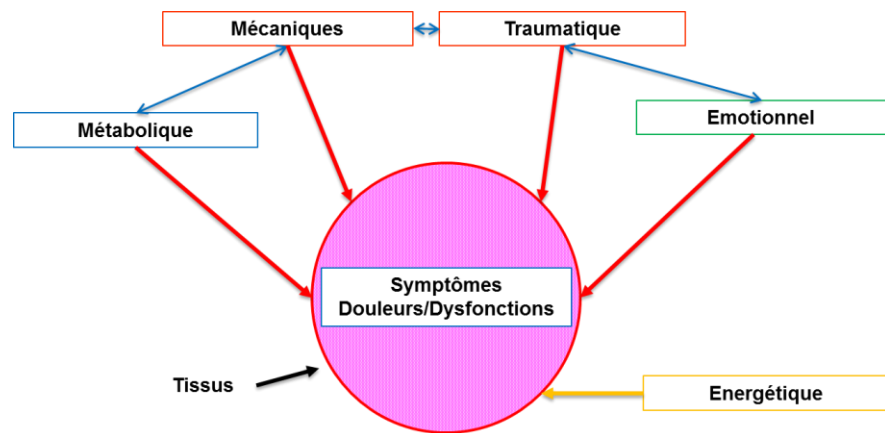 Mécaniques
Traumatique
Métabolique
Emotionnel
Symptômes
Douleurs/Dysfonctions
Tissus
Energétique